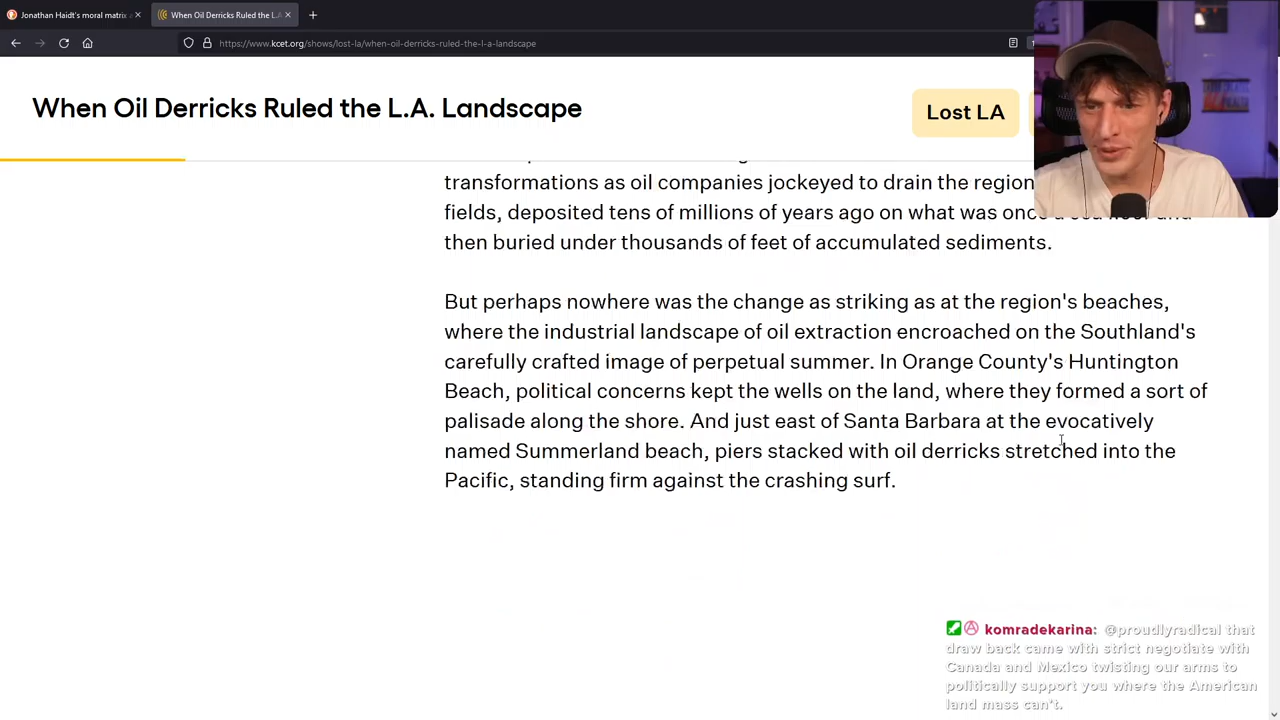 Jonathan Haidt's moral matrix
When Oil Derricks Ruled the L.A.
https://www.kcet.org/shows/lost-la/when-oil-derricks-ruled-the-l-a-landscape
When Oil Derricks Ruled the L.A. Landscape
Lost LA
transformations as oil companies jockeyed to drain the region
fields, deposited tens of millions of years ago on what was once a sea floor and
then buried under thousands of feet of accumulated sediments.
But perhaps nowhere was the change as striking as at the region's beaches,
where the industrial landscape of oil extraction encroached on the Southland's
carefully crafted image of perpetual summer. In Orange County's Huntington
Beach, political concerns kept the wells on the land, where they formed a sort of
palisade along the shore. And just east of Santa Barbara at the evocatively
named Summerland beach, piers stacked with oil derricks stretched into the
Pacific, standing firm against the crashing surf.
komradekarina: @proudlyradical that
draw back came with strict negotiate with
Canada and Mexico twisting our arms to
politically support you where the American
land mass can't.